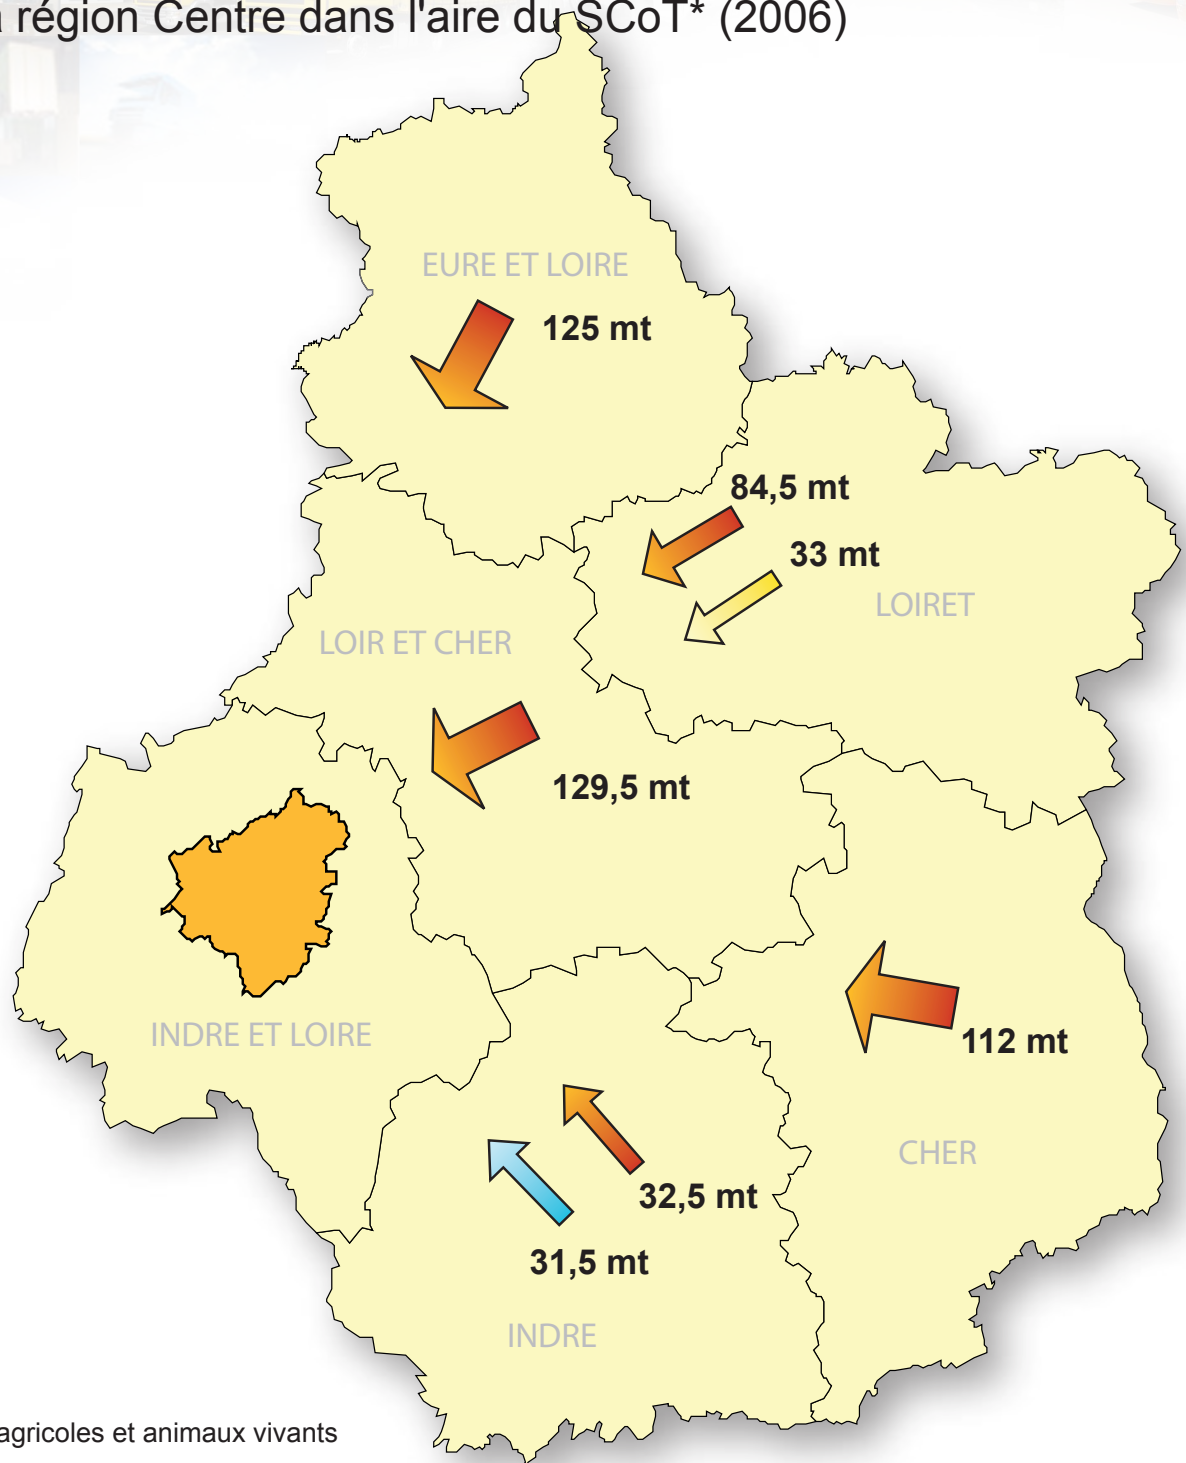 région Centre dans l'aire du SCoT* (2006)
EURE ET LOIRE
125 mt
84,5 mt
33 mt
LOIRET
LOIR ET CHER
129,5 mt
INDRE ET LOIRE
112 mt
CHER
32,5 mt
31,5 mt
INDRE
agricoles et animaux vivants